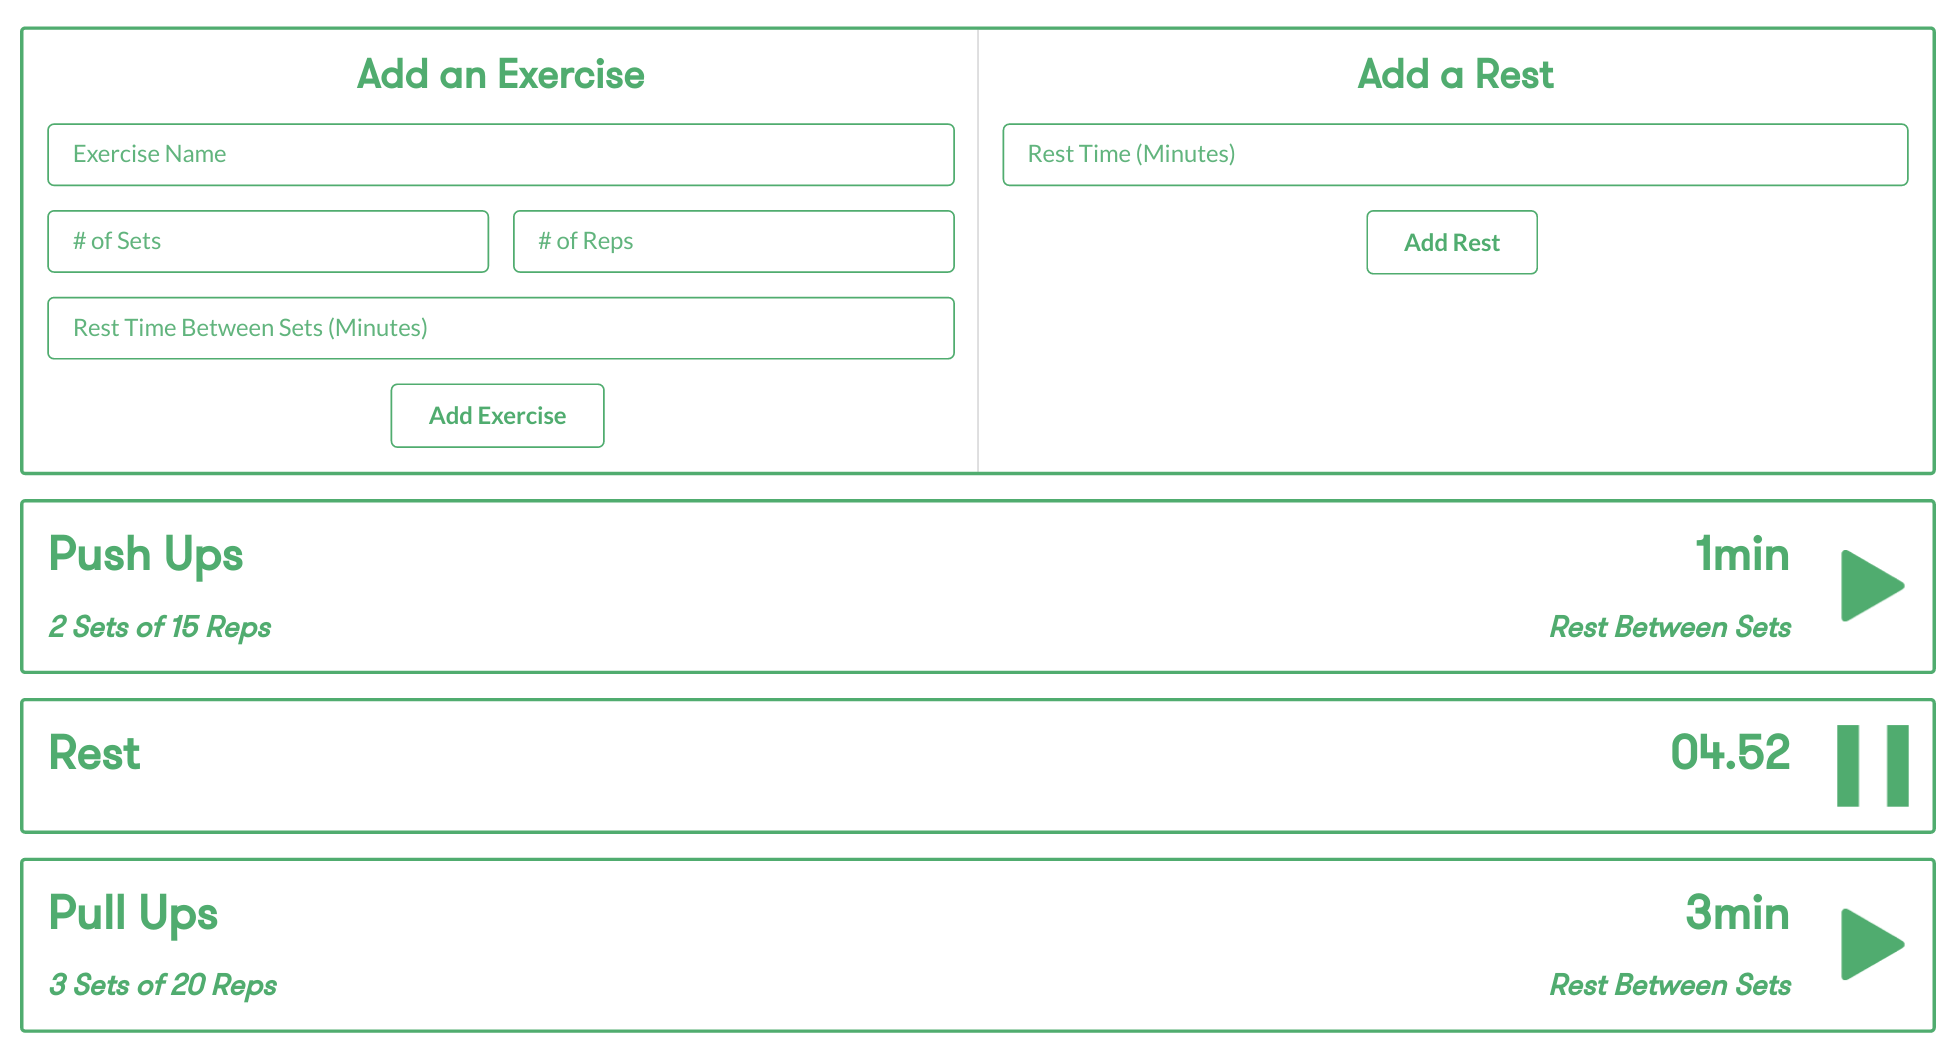 Add an Exercise
Exercise Name
# of Sets
# of Reps
Rest Time Between Sets (Minutes)
Add Exercise
Add a Rest
Rest Time (Minutes)
Add Rest
Push Ups
2 Sets of 15 Reps
1min
Rest Between Sets
Rest
04.52
Pull Ups
3 Sets of 20 Reps
3min
Rest Between Sets